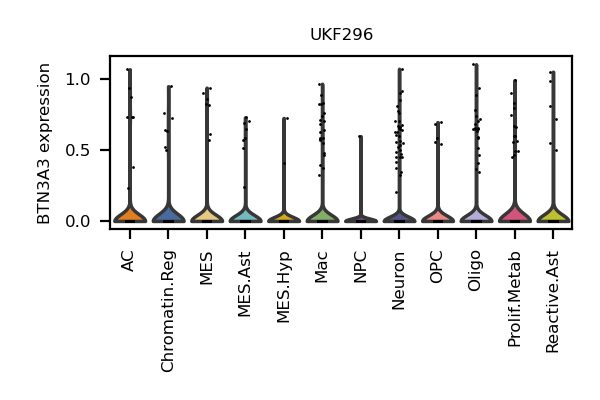 UKF296
BTN3A3 expression
1.0
0.5
0.0
AC
Chromatin.Reg
MES
MES.Ast
MES.Hyp
Mac
NPC
Neuron
OPC
Oligo
Prolif.Metab
Reactive.Ast